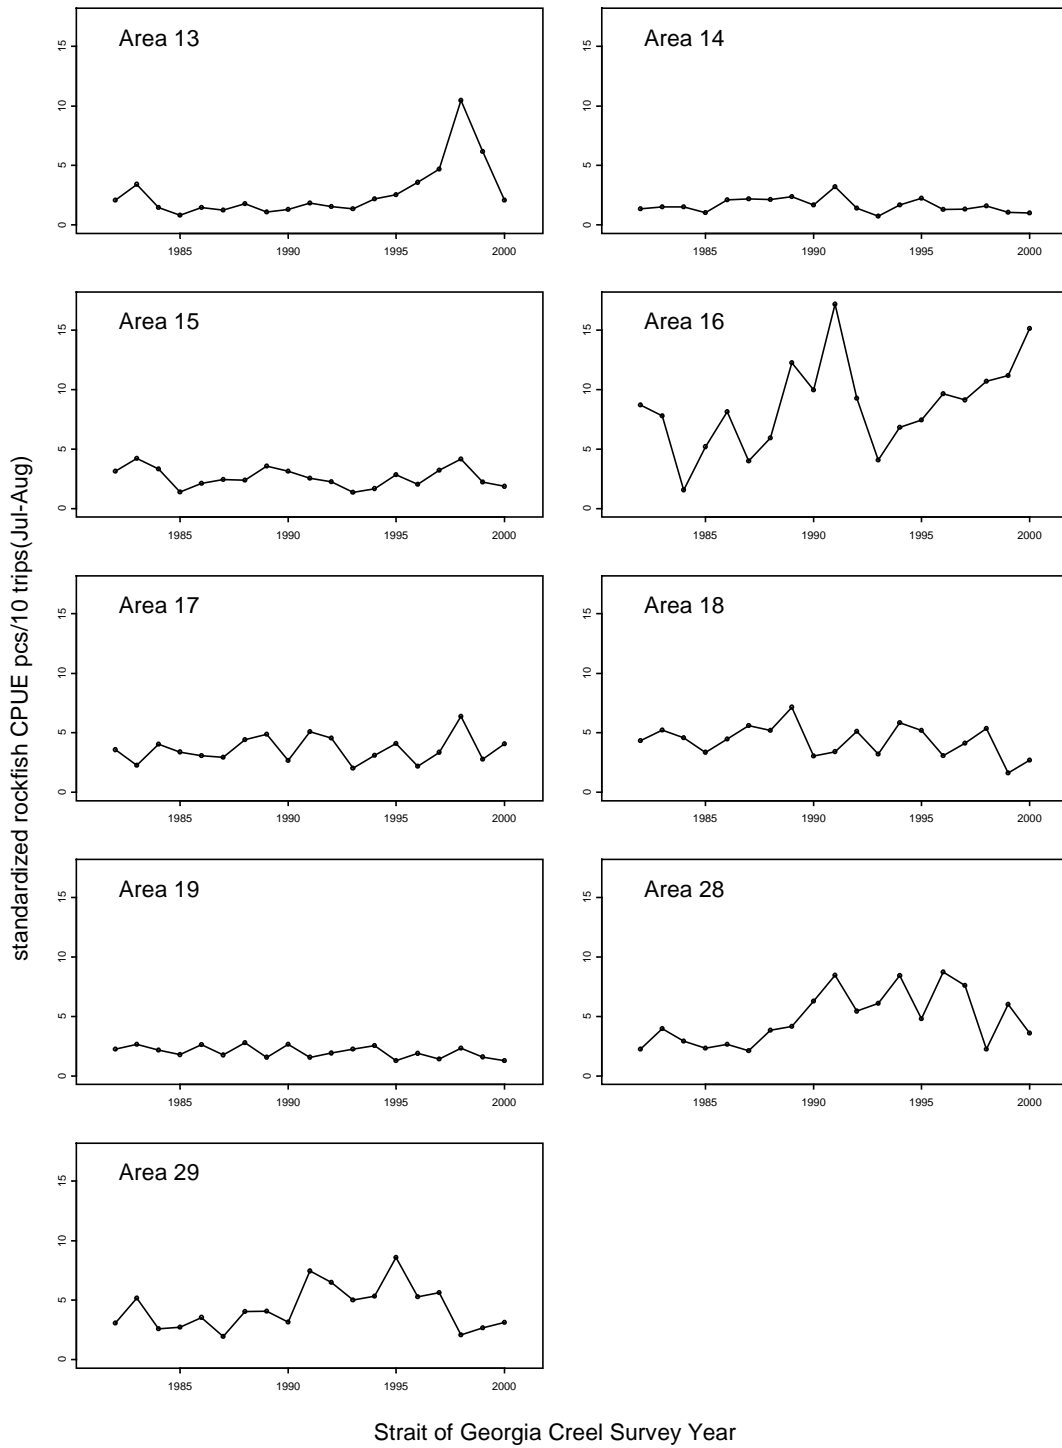 Area 13
15
10
5
0
1985 1990 1995 2000
Area 14
15
10
5
0
1985 1990 1995 2000
Area 15
15
10
5
0
1985 1990 1995 2000
Area 16
15
10
5
0
1985 1990 1995 2000
Area 17
15
10
5
0
1985 1990 1995 2000
Area 18
15
10
5
0
1985 1990 1995 2000
Area 19
15
10
5
0
1985 1990 1995 2000
Area 28
15
10
5
0
1985 1990 1995 2000
Area 29
15
10
5
0
1985 1990 1995 2000
standardized rockfish CPUE pcs/10 trips(Jul-Aug)
Strait of Georgia Creel Survey Year